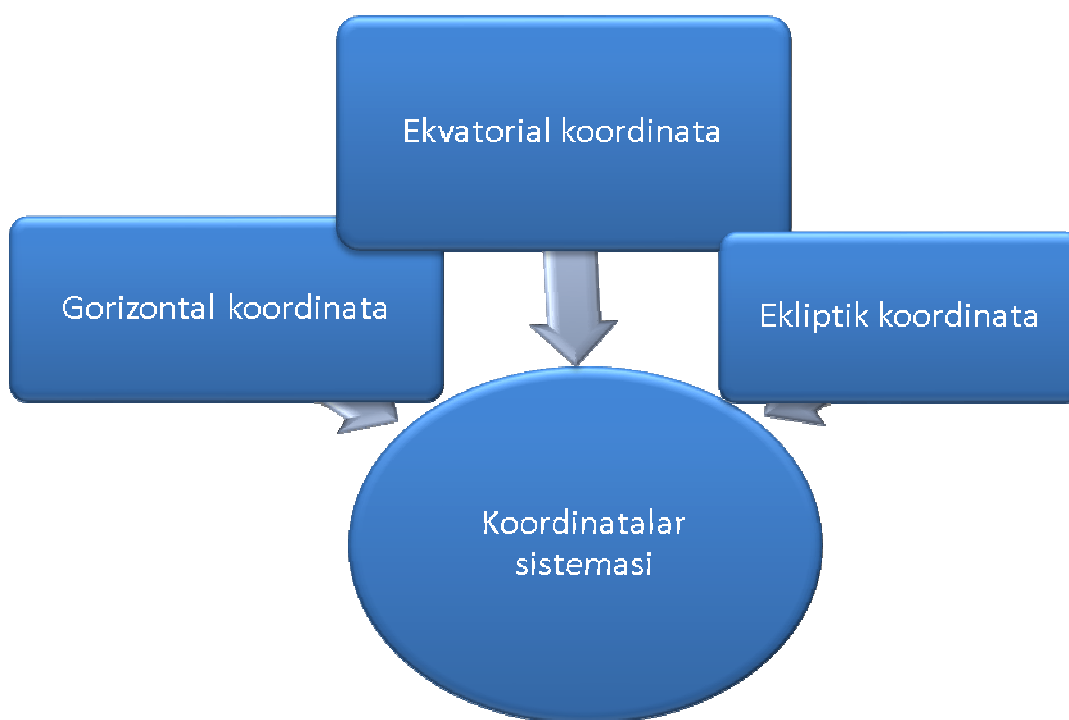 Ekvatorial koordinata
Gorizontal koordinata
Ekliptik koordinata
Koordinatalar
sistemasi